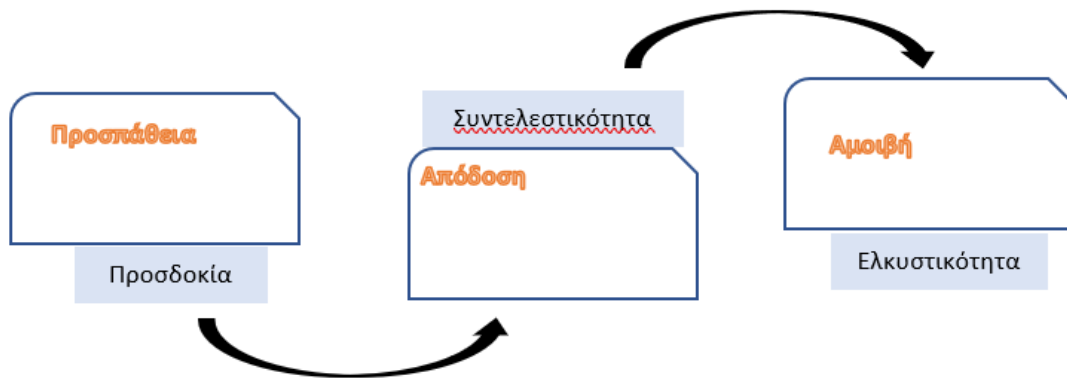 Προσπάθεια
Προσδοκία
Συντελεστικότητα
Απόδοση
Αμοιβή
Ελκυστικότητα